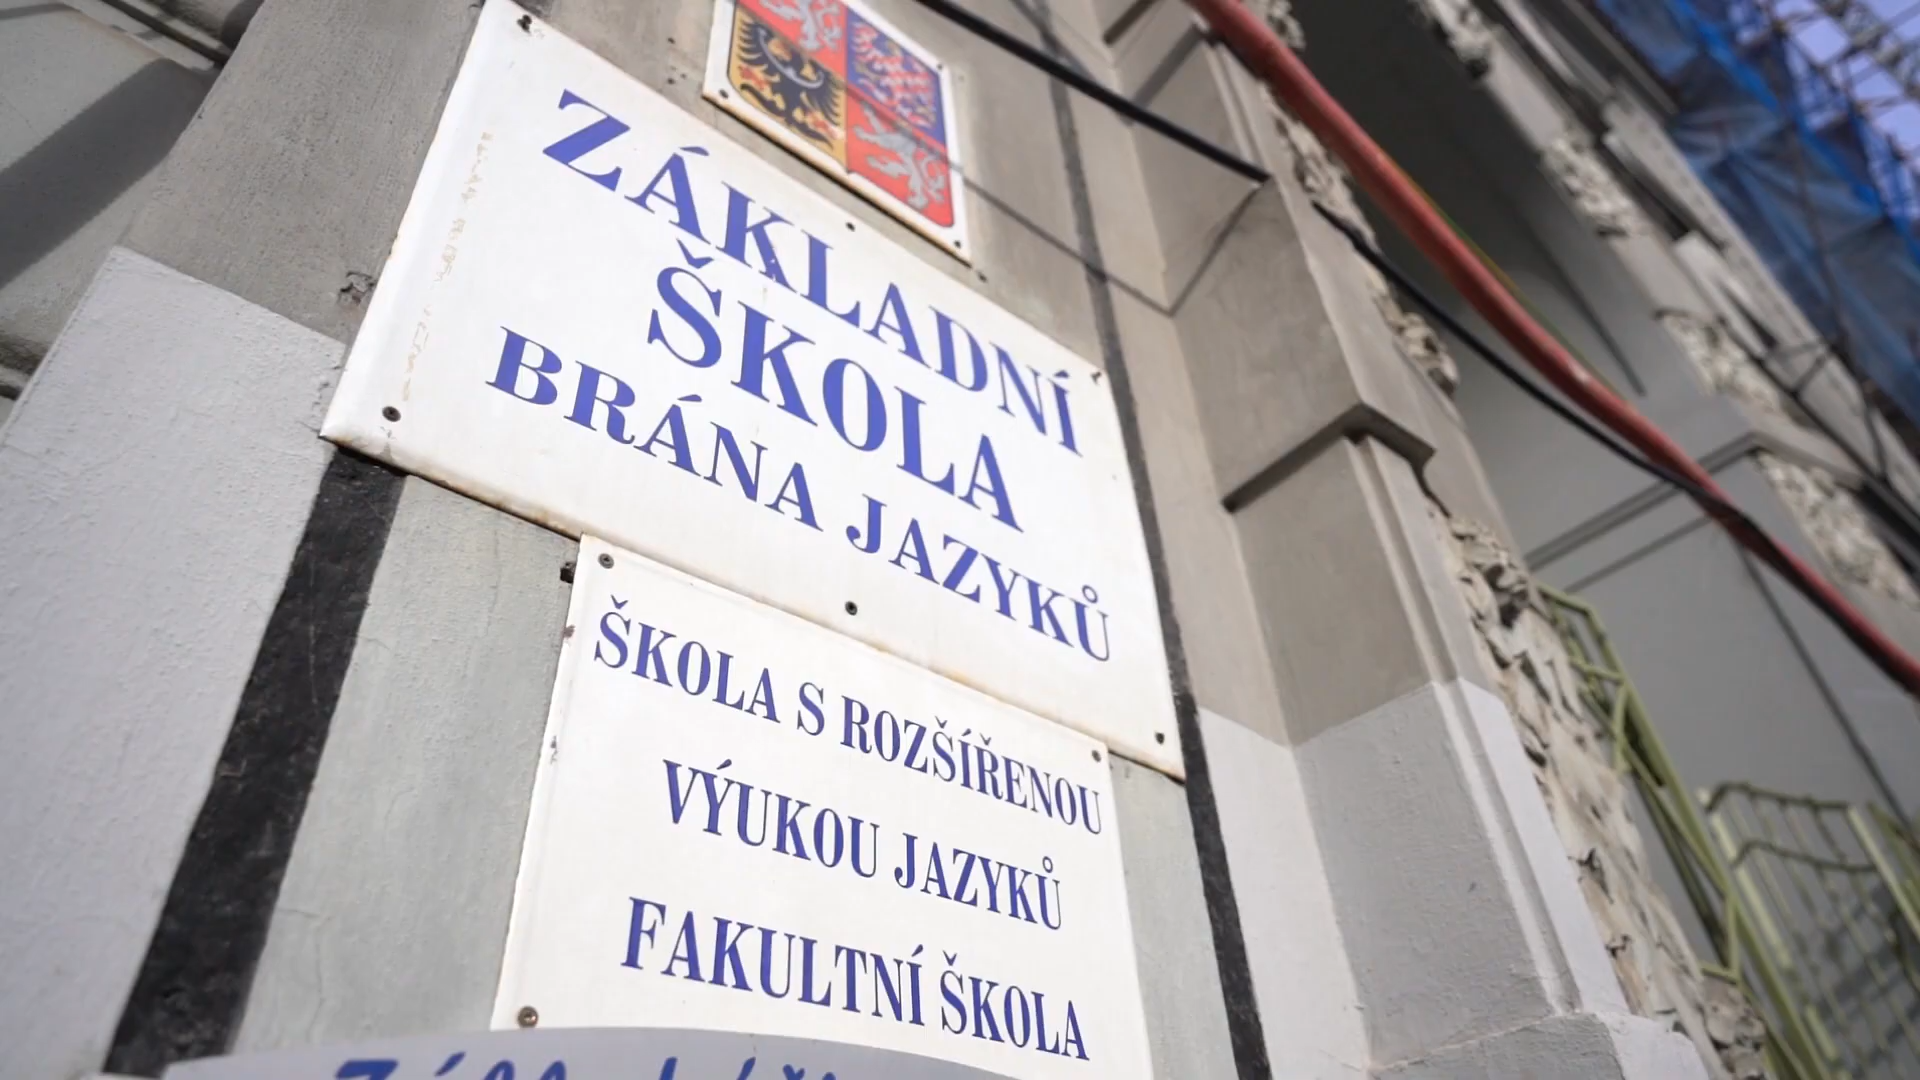 ZÁKLADNÍ
ŠKOLA
BRÁNA JAZYKŮ
ŠKOLA S ROZŠÍŘENOU
VÝUKOU JAZYKŮ
FAKULTNÍ ŠKOLA